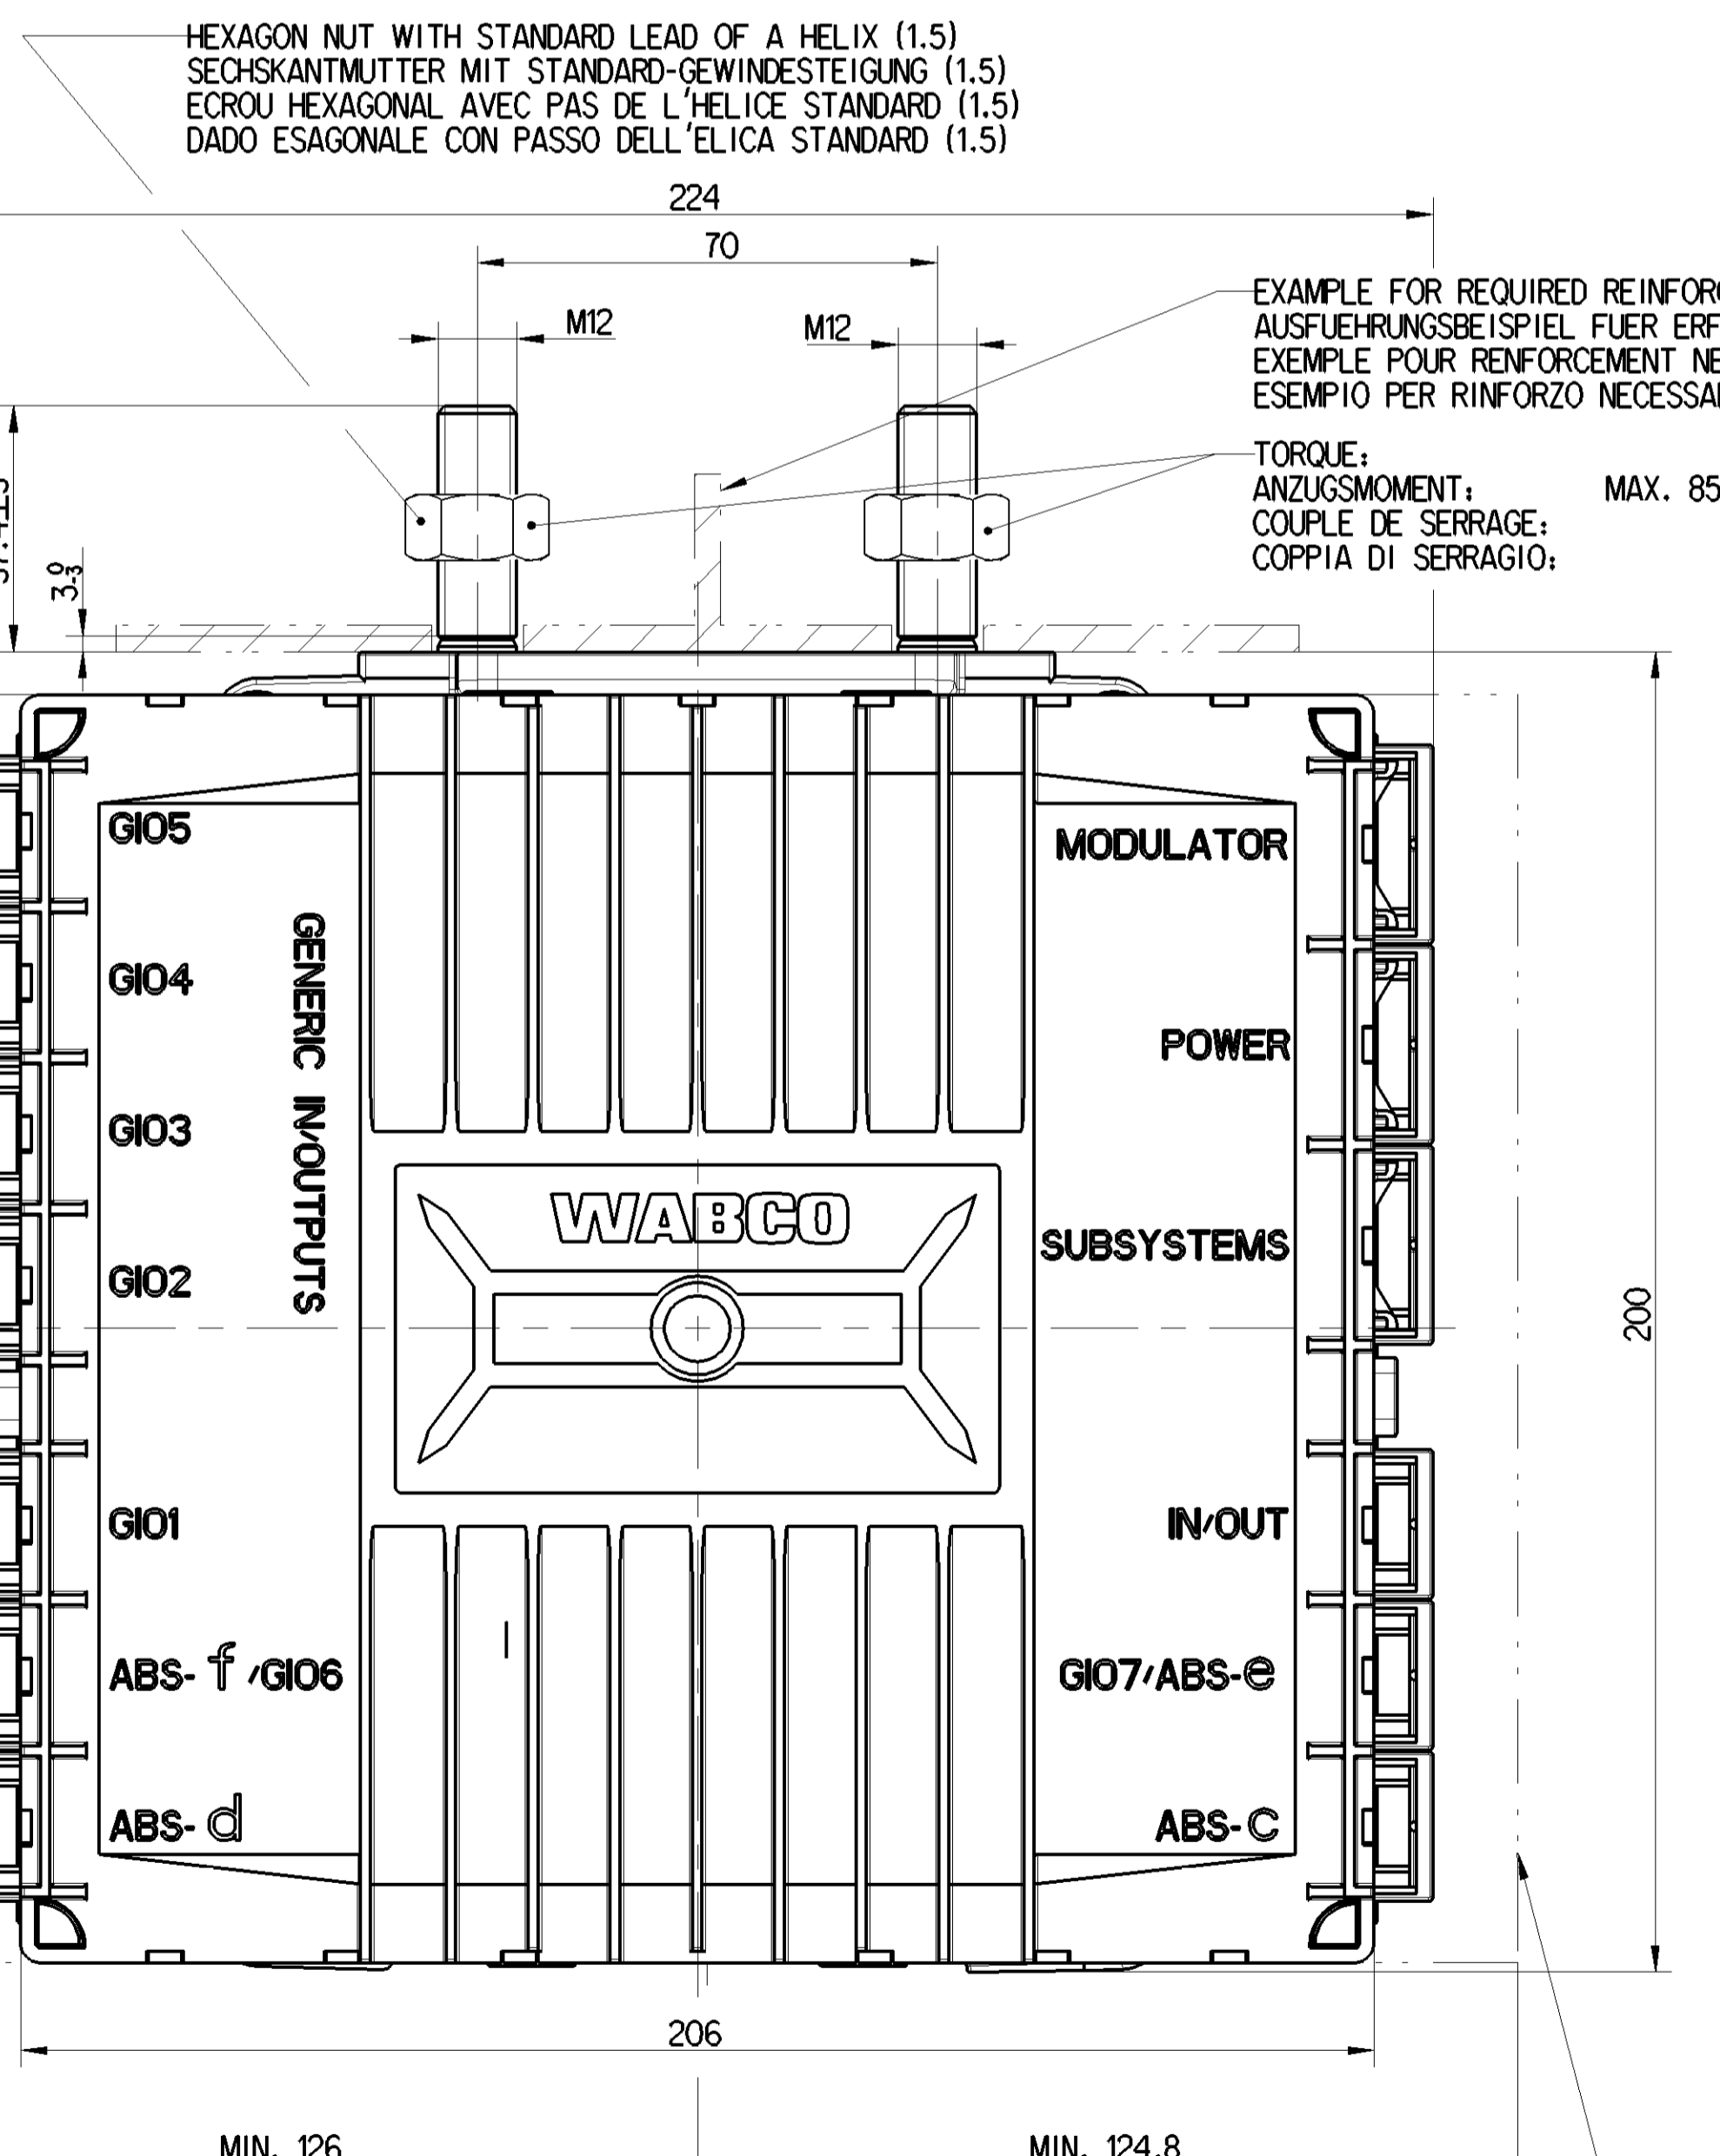 HEXAGON NUT WITH STANDARD LEAD OF A HELIX (1.5)
SECHSKANTMUTTER MIT STANDARD-GEWINDESTEIGUNG (1.5)
ECROU HEXAGONAL AVEC PAS DE L'HELICE STANDARD (1.5)
DADO ESAGONALE CON PASSO DELL'ELICA STANDARD (1.5)
224
70
M12
M12
EXAMPLE FOR REQUIRED
AUSFUEHRUNGSBEISPIEL FUER
EXEMPLE POUR RENFORCEMENT
ESEMPIO PER RINFORZO
TORQUE:
ANZUGSMOMENT: MAX. 85
COUPLE DE SERRAGE:
COPPIA DI SERRAGIO:
3 0 -3
GIO5
GIO4
GIO3
GIO2
GIO1
ABS-f/GIO6
ABS-d
GENERIC IN/OUTPUTS
WABCO
MODULATOR
POWER
SUBSYSTEMS
IN/OUT
GIO7/ABS-e
ABS-c
200
206
MIN. 126
MIN. 124.8